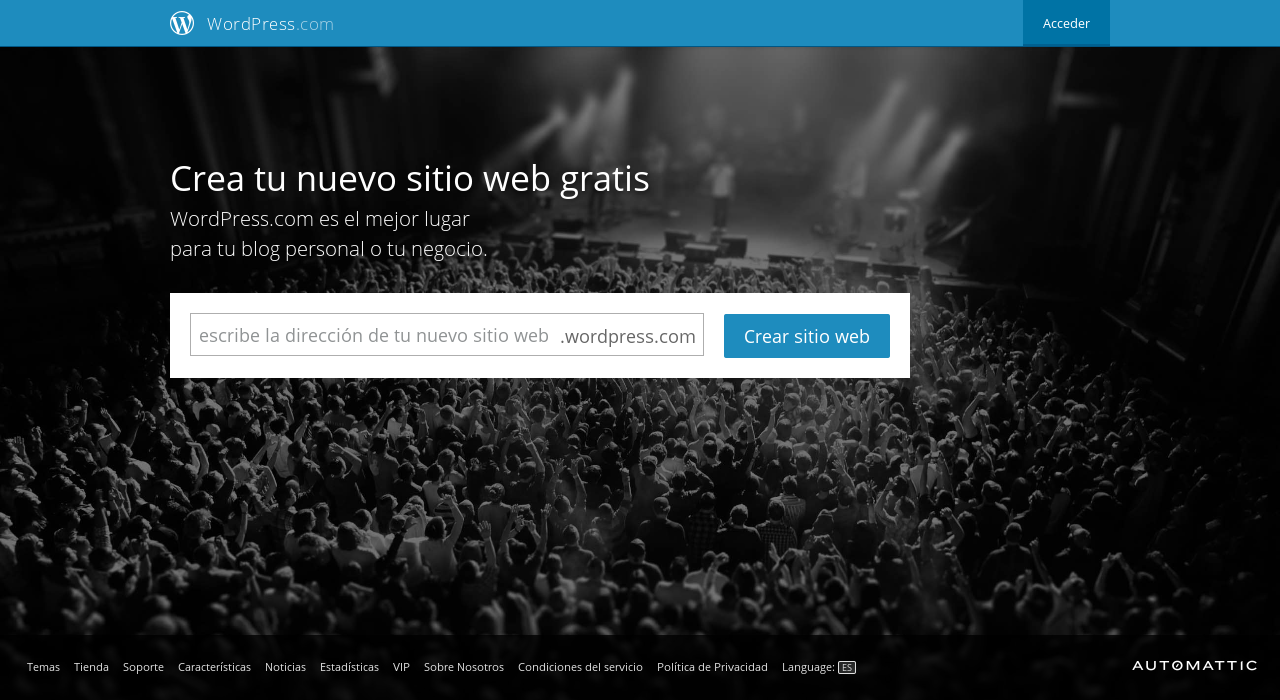 WordPress.com
Acceder
Crea tu nuevo sitio web gratis
WordPress.com es el mejor lugar
para tu blog personal o tu negocio.
escribe la dirección de tu nuevo sitio web .wordpress.com Crear sitio web
Temas Tienda Soporte Características Noticias Estadísticas VIP Sobre Nosotros Condiciones del servicio Política de Privacidad Language: ES
AUTOMATTIC